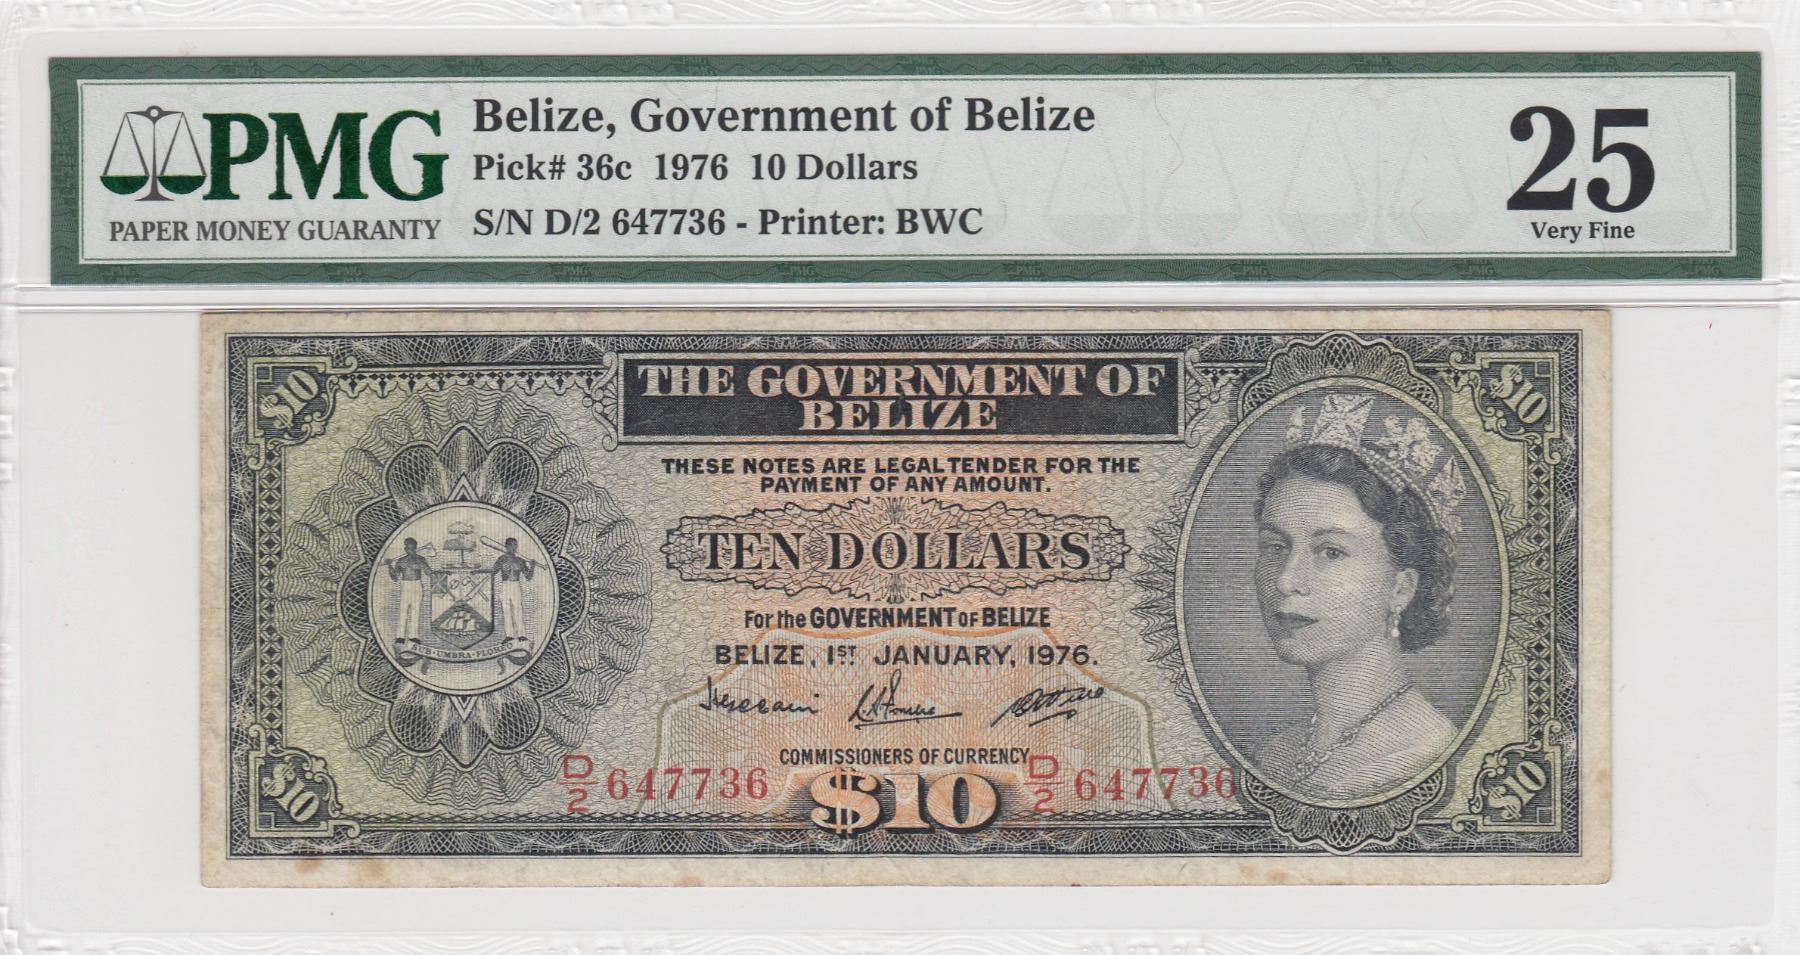 PMG
PAPER MONEY GUARANTY
Belize, Government of Belize
Pick# 36c 1976 10 Dollars
S/N D/2 647736 - Printer: BWC
25
Very Fine
$10
$10
THE GOVERNMENT OF
BELIZE
THESE NOTES ARE LEGAL TENDER FOR THE
PAYMENT OF ANY AMOUNT.
TEN DOLLARS
For the GOVERNMENT OF BELIZE
BELIZE, 1ST JANUARY, 1976.
SUB·UMBRA·FLOREO
COMMISSIONERS OF CURRENCY
D/2 647736
D/2 647736
$10
$10
$10